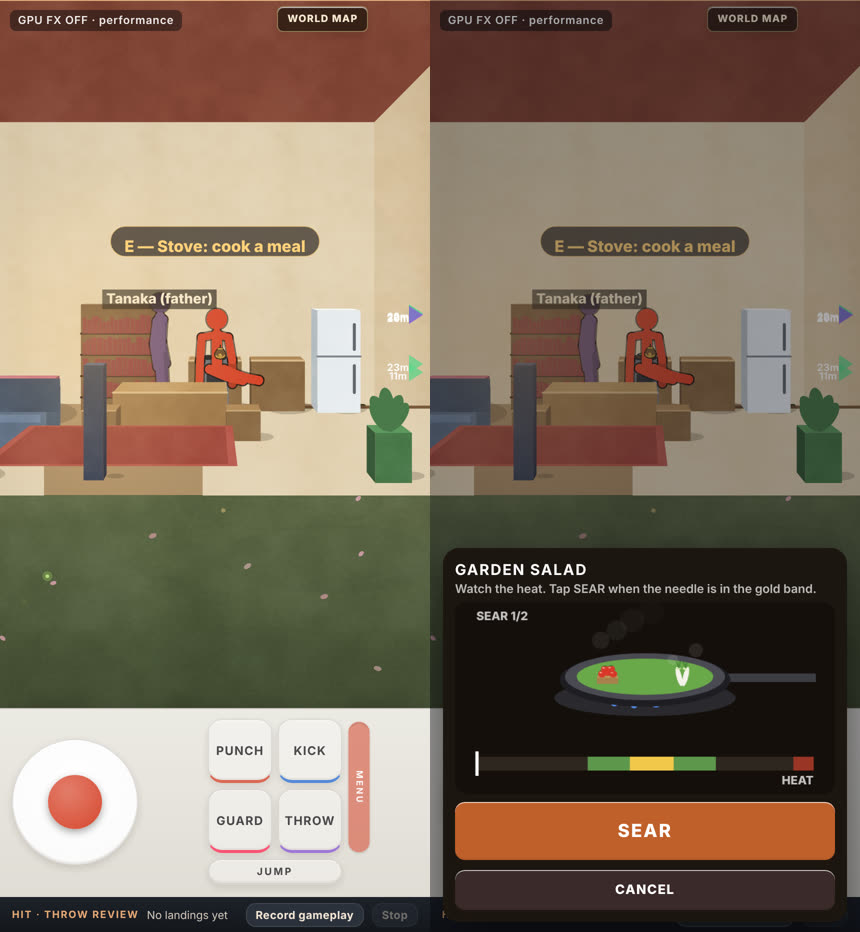 GPU FX OFF · performance
WORLD MAP
E — Stove: cook a meal
Tanaka (father)
20m
23m
11m
PUNCH
KICK
MENU
GUARD
THROW
JUMP
HIT · THROW REVIEW
No landings yet
Record gameplay
Stop
GPU FX OFF · performance
WORLD MAP
E — Stove: cook a meal
Tanaka (father)
20m
23m
11m
GARDEN SALAD
Watch the heat. Tap SEAR when the needle is in the gold band.
SEAR 1/2
HEAT
SEAR
CANCEL